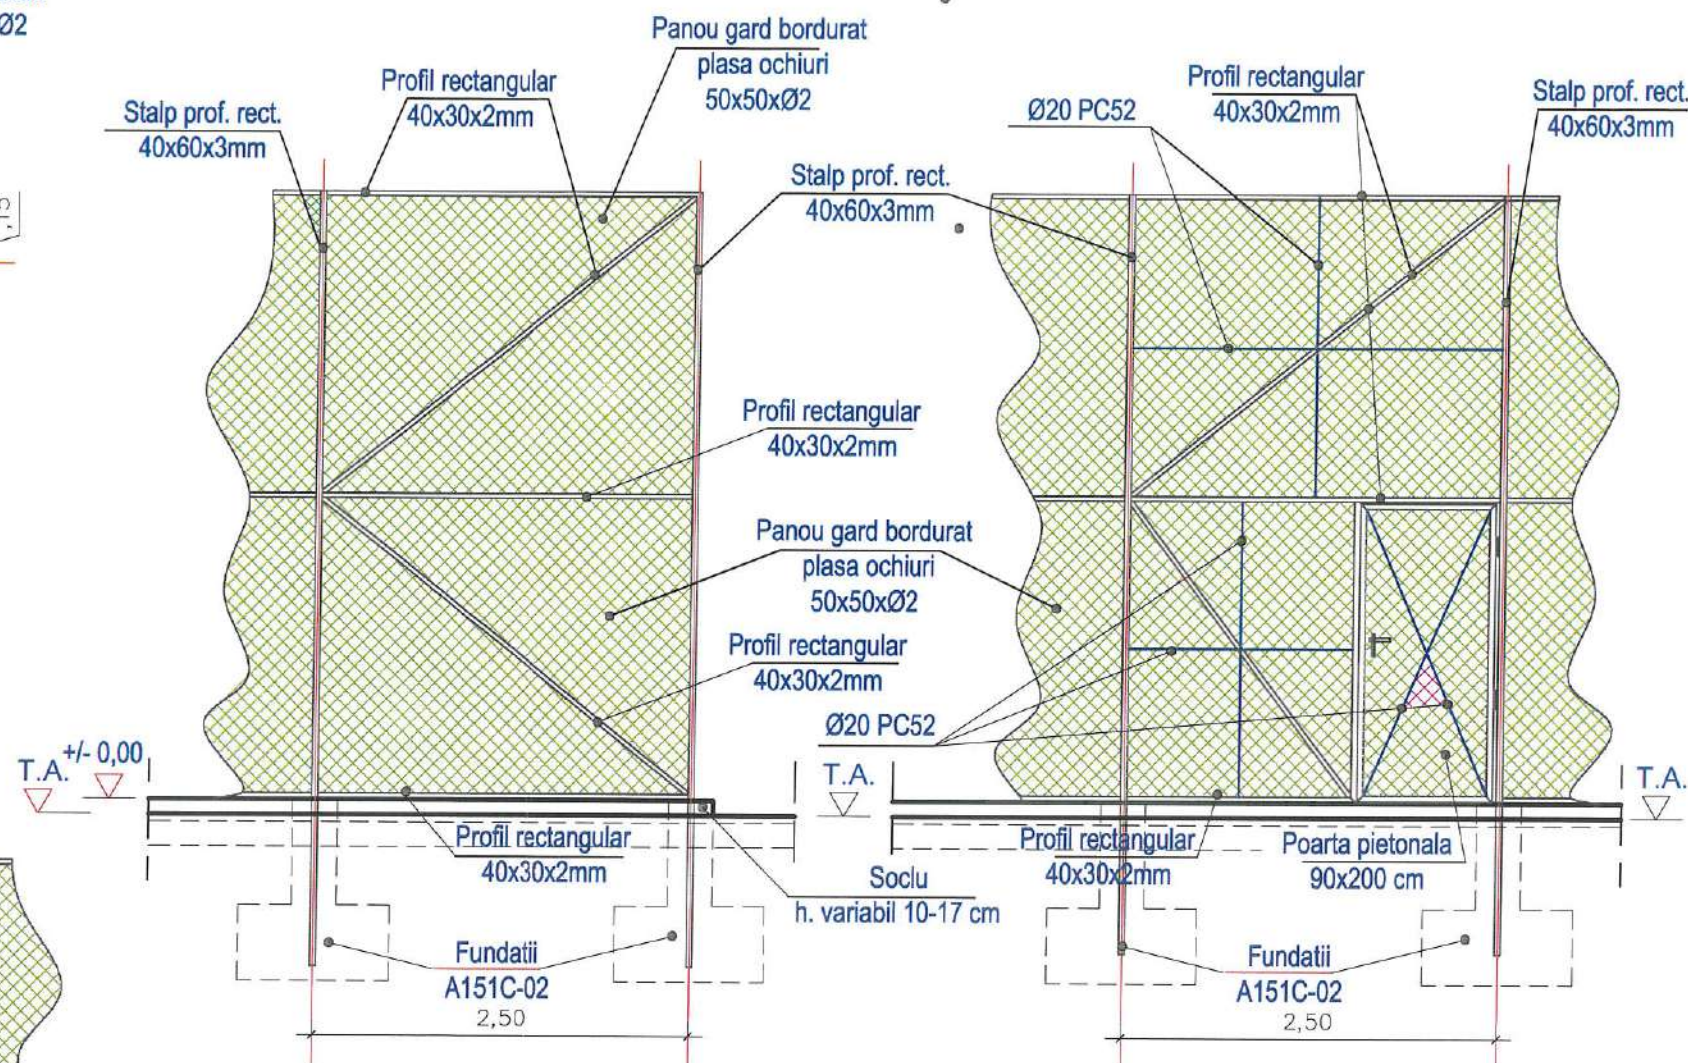 Ø2
Panou gard bordurat
plasa ochiuri
50x50xØ2
Profil rectangular
40x30x2mm
Stalp prof. rect.
40x60x3mm
Profil rectangular
40x30x2mm
Ø20 PC52
Stalp prof. rect.
40x60x3mm
Stalp prof. rect.
40x60x3mm
Profil rectangular
40x30x2mm
Panou gard bordurat
plasa ochiuri
50x50xØ2
Profil rectangular
40x30x2mm
Ø20 PC52
+/- 0,00
T.A.
T.A.
T.A.
Profil rectangular
40x30x2mm
Soclu
h. variabil 10-17 cm
Profil rectangular
40x30x2mm
Poarta pietonala
90x200 cm
Fundatii
A151C-02
Fundatii
A151C-02
2,50
2,50